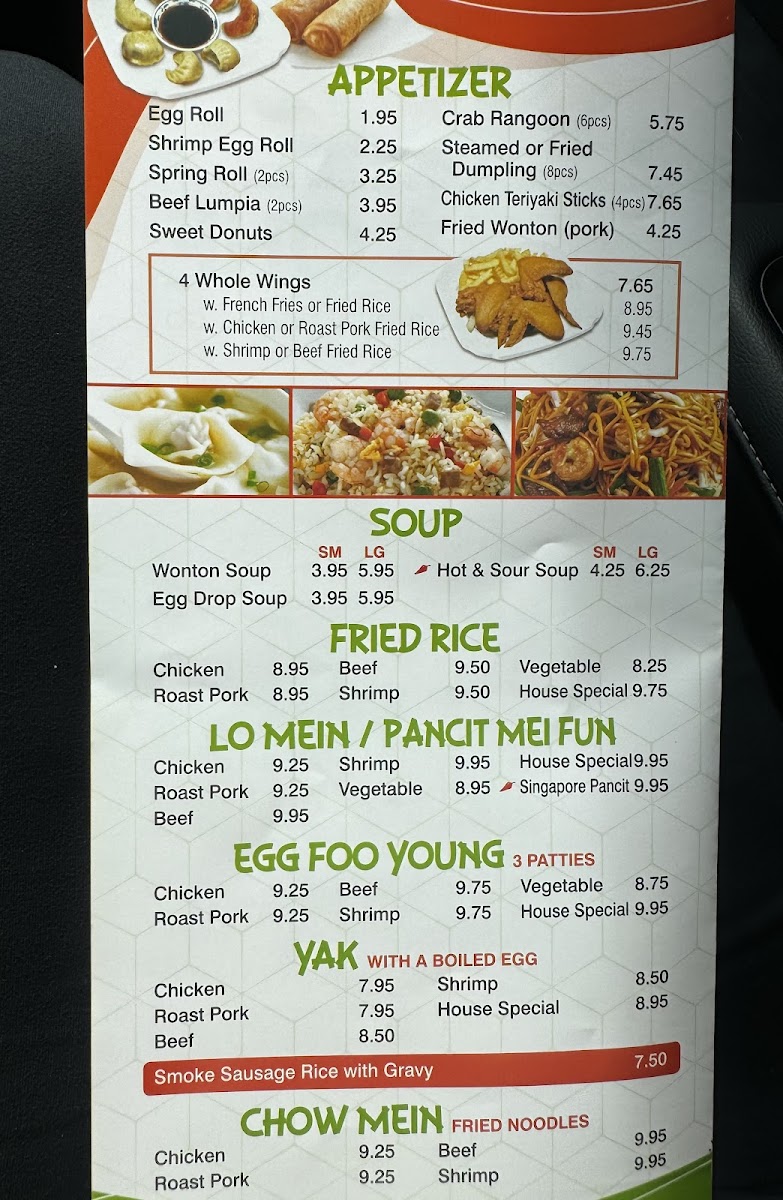 APPETIZER
Egg Roll 1.95
Shrimp Egg Roll 2.25
Spring Roll (2pcs) 3.25
Beef Lumpia (2pcs) 3.95
Sweet Donuts 4.25
Crab Rangoon (6pcs) 5.75
Steamed or Fried
Dumpling (8pcs) 7.45
Chicken Teriyaki Sticks (4pcs) 7.65
Fried Wonton (pork) 4.25
4 Whole Wings 7.65
w. French Fries or Fried Rice 8.95
w. Chicken or Roast Pork Fried Rice 9.45
w. Shrimp or Beef Fried Rice 9.75
SOUP
SM LG SM LG
Wonton Soup 3.95 5.95 Hot & Sour Soup 4.25 6.25
Egg Drop Soup 3.95 5.95
FRIED RICE
Chicken 8.95 Beef 9.50 Vegetable 8.25
Roast Pork 8.95 Shrimp 9.50 House Special 9.75
LO MEIN / PANCIT MEI FUN
Chicken 9.25 Shrimp 9.95 House Special 9.95
Roast Pork 9.25 Vegetable 8.95 Singapore Pancit 9.95
Beef 9.95
EGG FOO YOUNG 3 PATTIES
Chicken 9.25 Beef 9.75 Vegetable 8.75
Roast Pork 9.25 Shrimp 9.75 House Special 9.95
YAK WITH A BOILED EGG
Chicken 7.95 Shrimp 8.50
Roast Pork 7.95 House Special 8.95
Beef 8.50
Smoke Sausage Rice with Gravy 7.50
CHOW MEIN FRIED NOODLES
Chicken 9.25 Beef 9.95
Roast Pork 9.25 Shrimp 9.95